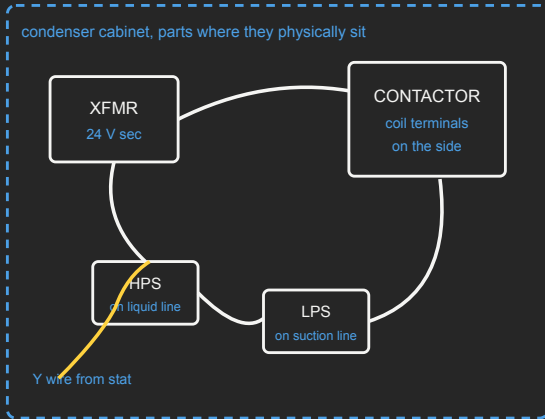 condenser cabinet, parts where they physically sit
XFMR
24 V sec
CONTACTOR
coil terminals
on the side
HPS
on liquid line
LPS
on suction line
Y wire from stat